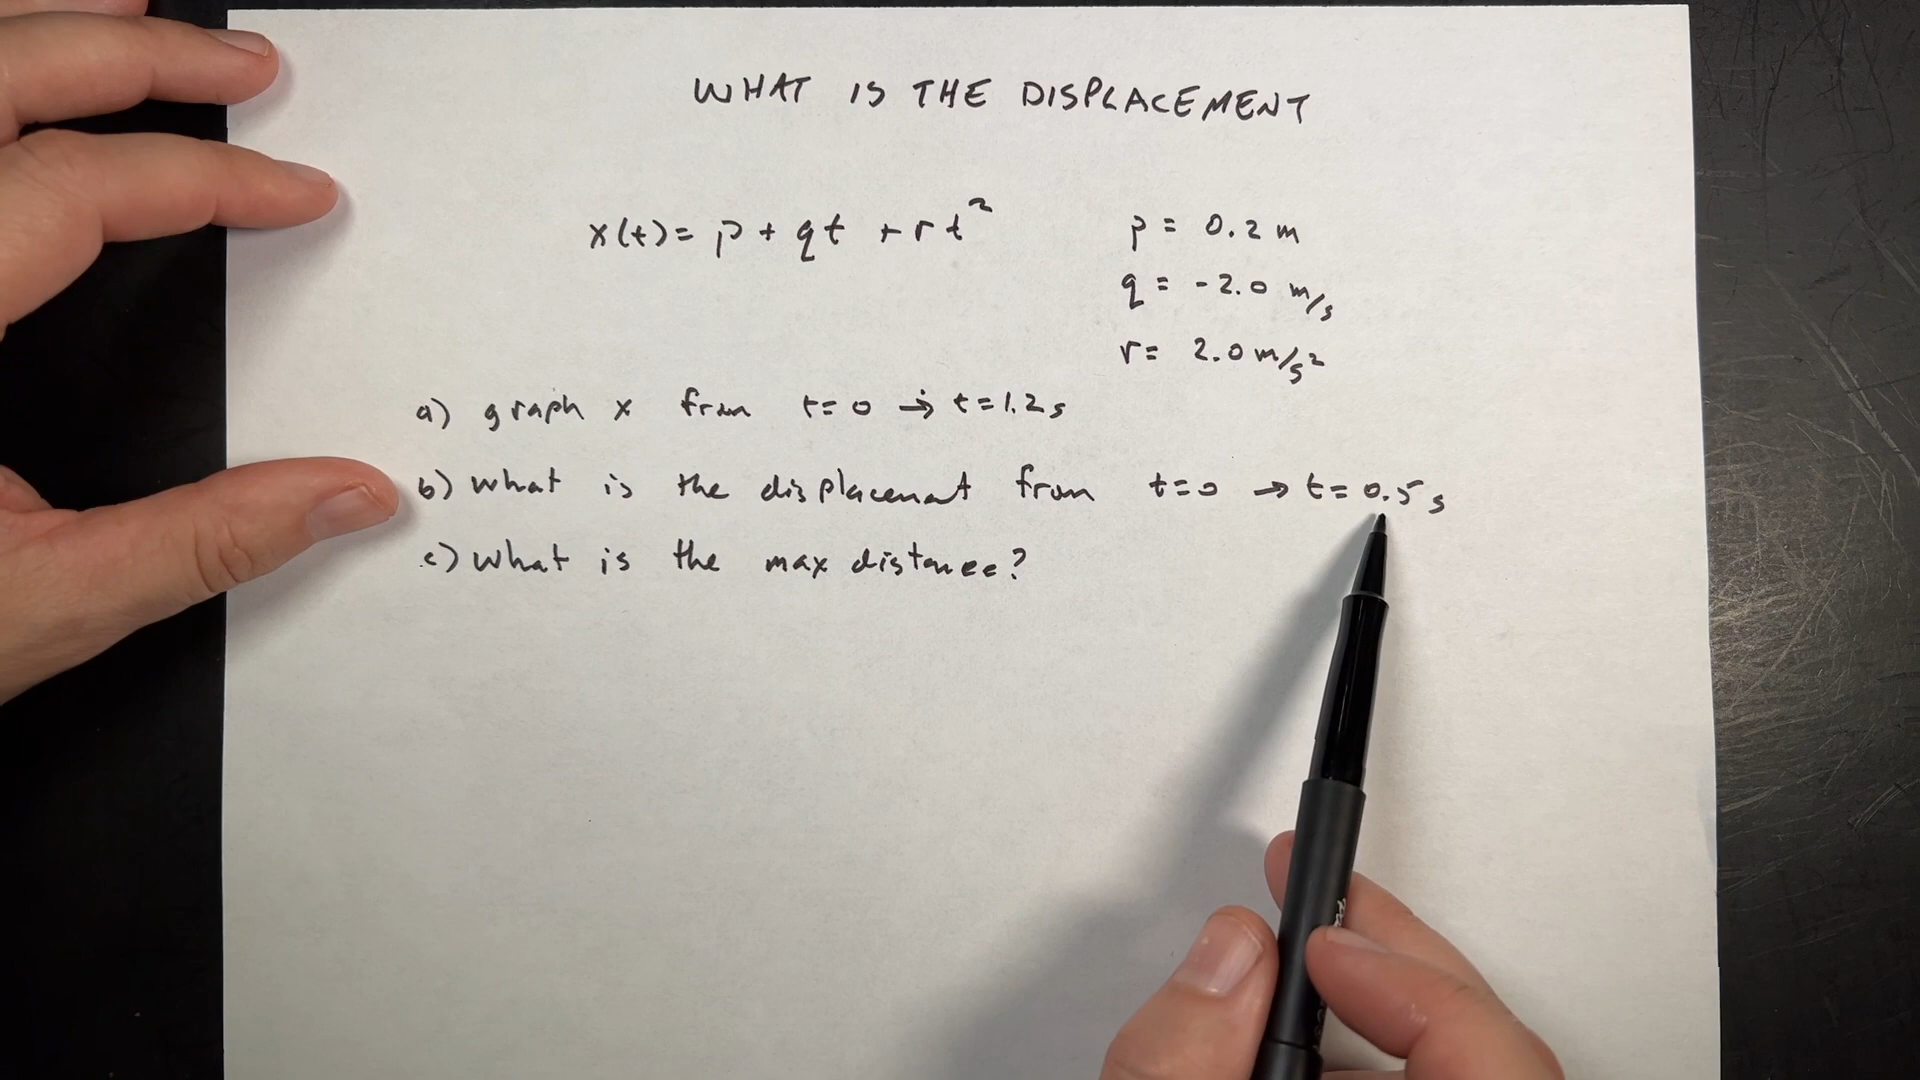 WHAT IS THE DISPLACEMENT
x(t) = p + qt + rt²
p = 0.2 m
q = -2.0 m/s
r = 2.0 m/s²
a) graph x from t=0 → t=1.2s
b) what is the displacement from t=0 → t=0.5s
c) what is the max distance?